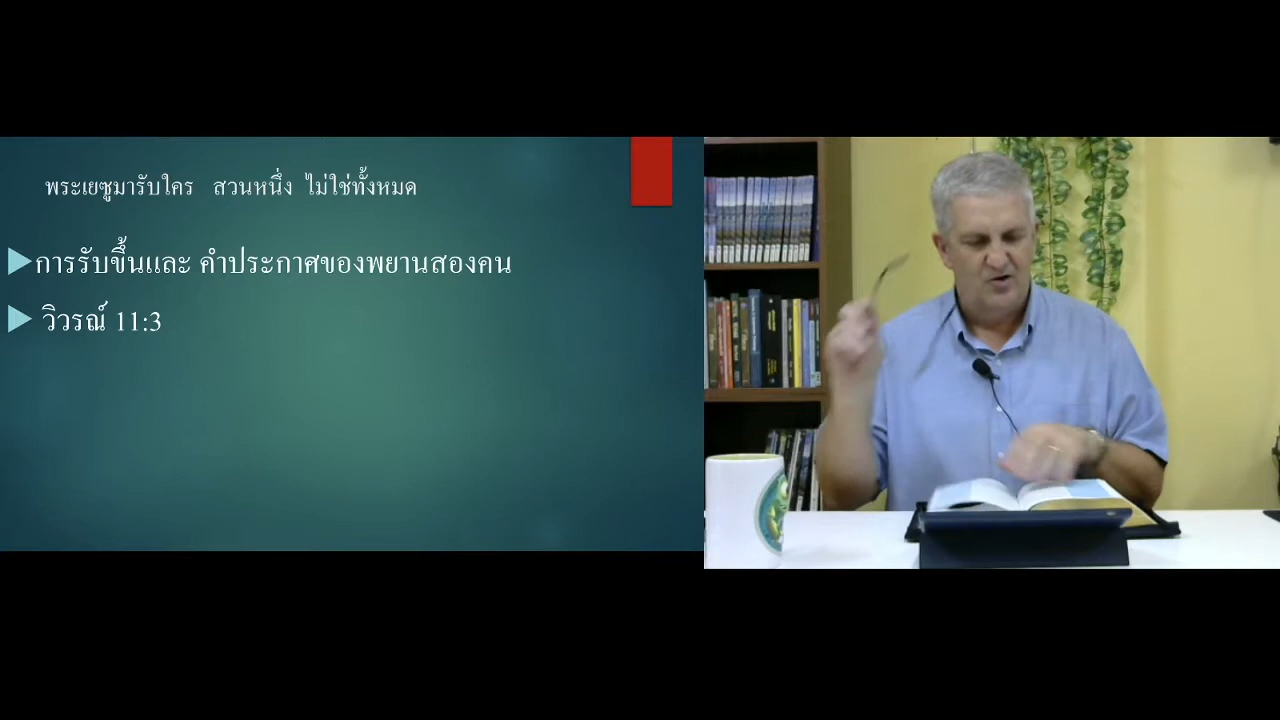 พระเยซูมารับใคร สวนหนึ่ง ไม่ใช่ทั้งหมด
การรับขึ้นและ คำประกาศของพยานสองคน
วิวรณ์ 11:3